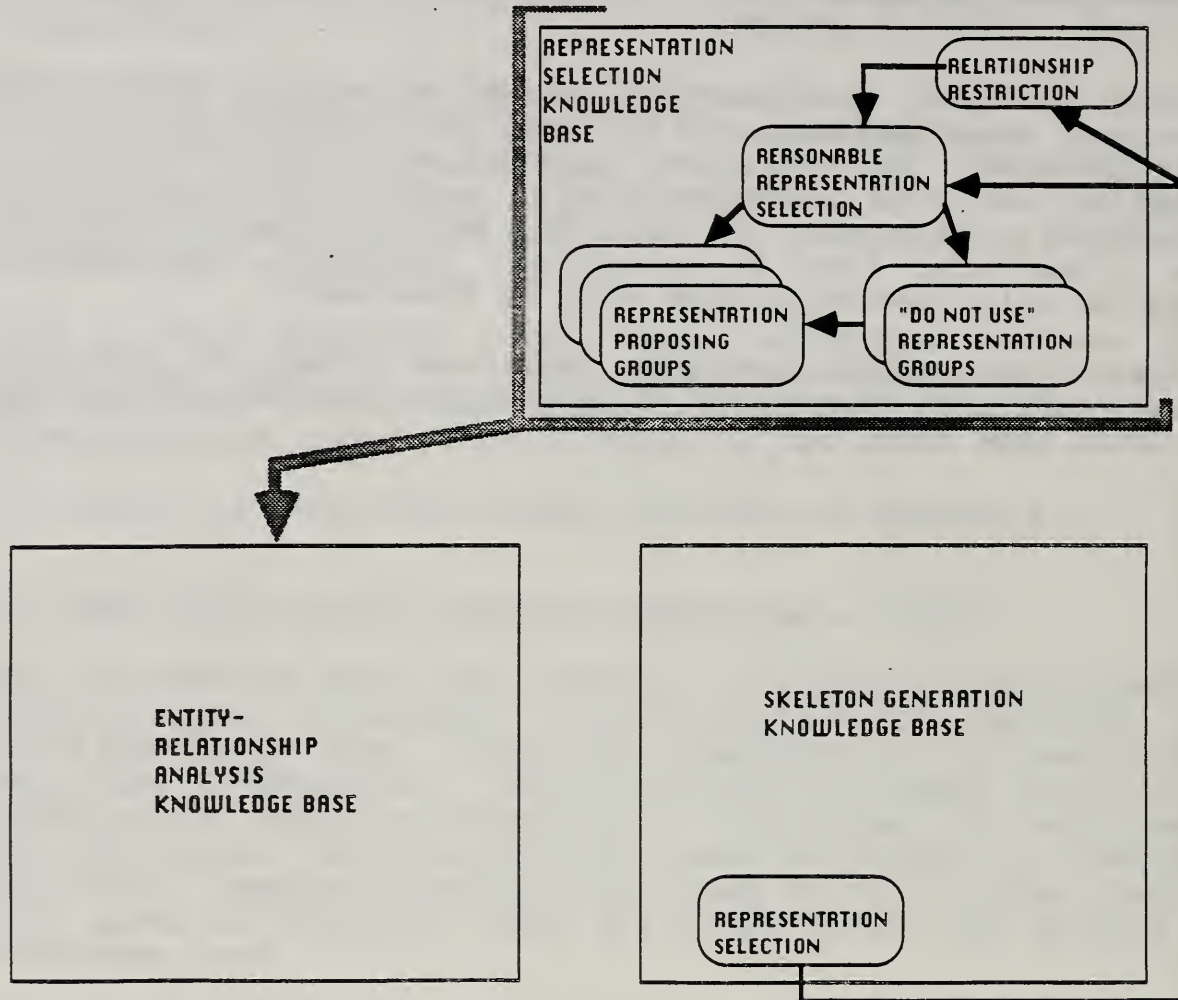 REPRESENTATION
SELECTION
KNOWLEDGE
BASE
RELATIONSHIP
RESTRICTION
REASONABLE
REPRESENTATION
SELECTION
REPRESENTATION
PROPOSING
GROUPS
"DO NOT USE"
REPRESENTATION
GROUPS
ENTITY-
RELATIONSHIP
ANALYSIS
KNOWLEDGE BASE
SKELETON GENERATION
KNOWLEDGE BASE
REPRESENTATION
SELECTION